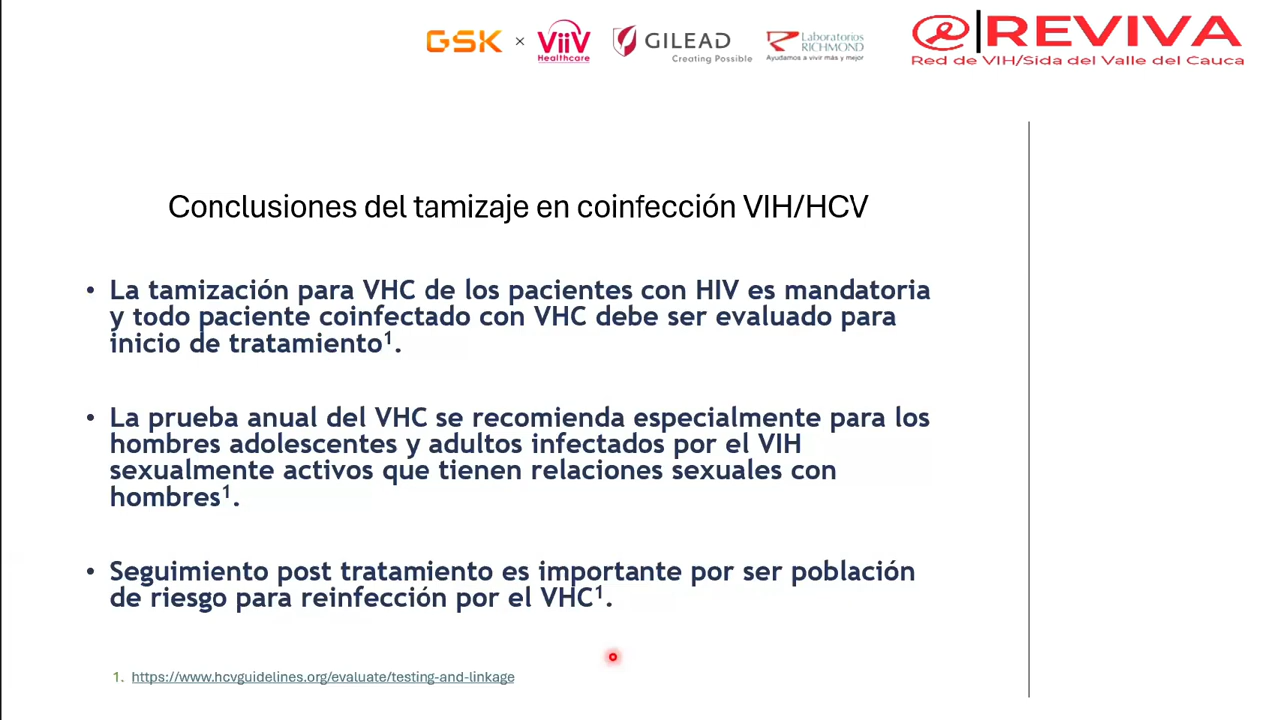 GSK × ViiV Healthcare
GILEAD
Creating Possible
Laboratorios
RICHMOND
Ayudamos a vivir más y mejor
REVIVA
Red de VIH/Sida del Valle del Cauca
Conclusiones del tamizaje en coinfección VIH/HCV
• La tamización para VHC de los pacientes con HIV es mandatoria
y todo paciente coinfectado con VHC debe ser evaluado para
inicio de tratamiento¹.
• La prueba anual del VHC se recomienda especialmente para los
hombres adolescentes y adultos infectados por el VIH
sexualmente activos que tienen relaciones sexuales con
hombres¹.
• Seguimiento post tratamiento es importante por ser población
de riesgo para reinfección por el VHC¹.
1. https://www.hcvguidelines.org/evaluate/testing-and-linkage